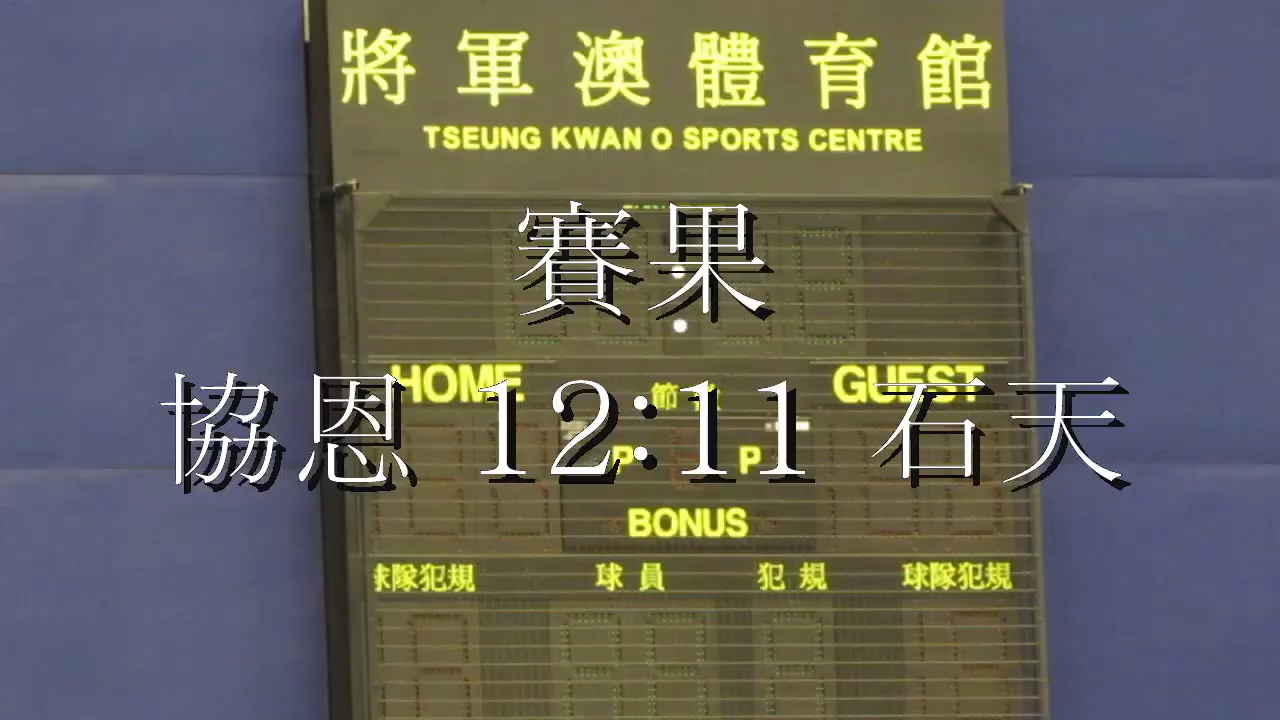 將軍澳體育館
TSEUNG KWAN O SPORTS CENTRE
賽果
HOME GUEST
協恩 12:11 石天
P P
BONUS
球隊犯規 球員 犯規 球隊犯規